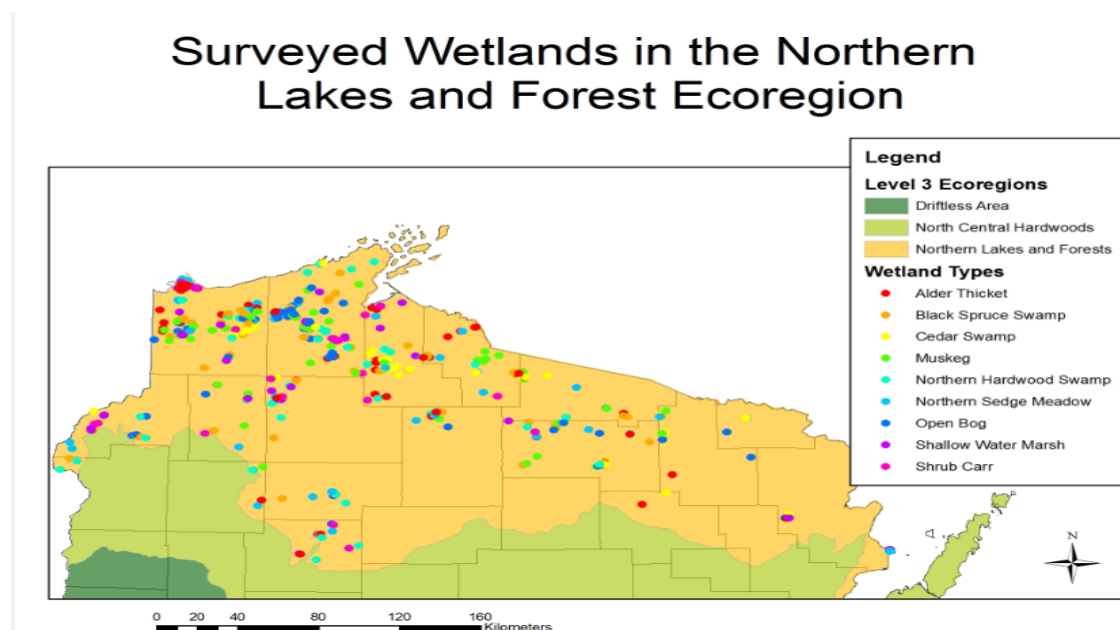 Surveyed Wetlands in the Northern
Lakes and Forest Ecoregion
Legend
Level 3 Ecoregions
Driftless Area
North Central Hardwoods
Northern Lakes and Forests
Wetland Types
Alder Thicket
Black Spruce Swamp
Cedar Swamp
Muskeg
Northern Hardwood Swamp
Northern Sedge Meadow
Open Bog
Shallow Water Marsh
Shrub Carr
N
0 20 40 80 120 160
Kilometers